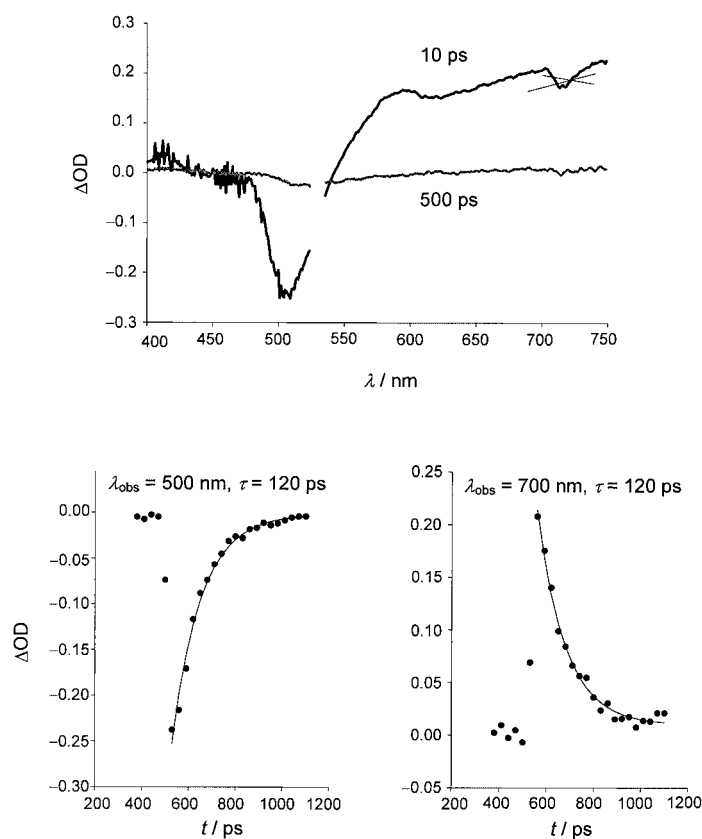 0.3
0.2
0.1
0.0
–0.1
–0.2
–0.3
ΔOD
10 ps
500 ps
400 450 500 550 600 650 700 750
λ / nm
λobs = 500 nm, τ = 120 ps
0.00
–0.05
–0.10
–0.15
–0.20
–0.25
–0.30
ΔOD
200 400 600 800 1000 1200
t / ps
λobs = 700 nm, τ = 120 ps
0.25
0.20
0.15
0.10
0.05
0.00
–0.05
200 400 600 800 1000 1200
t / ps